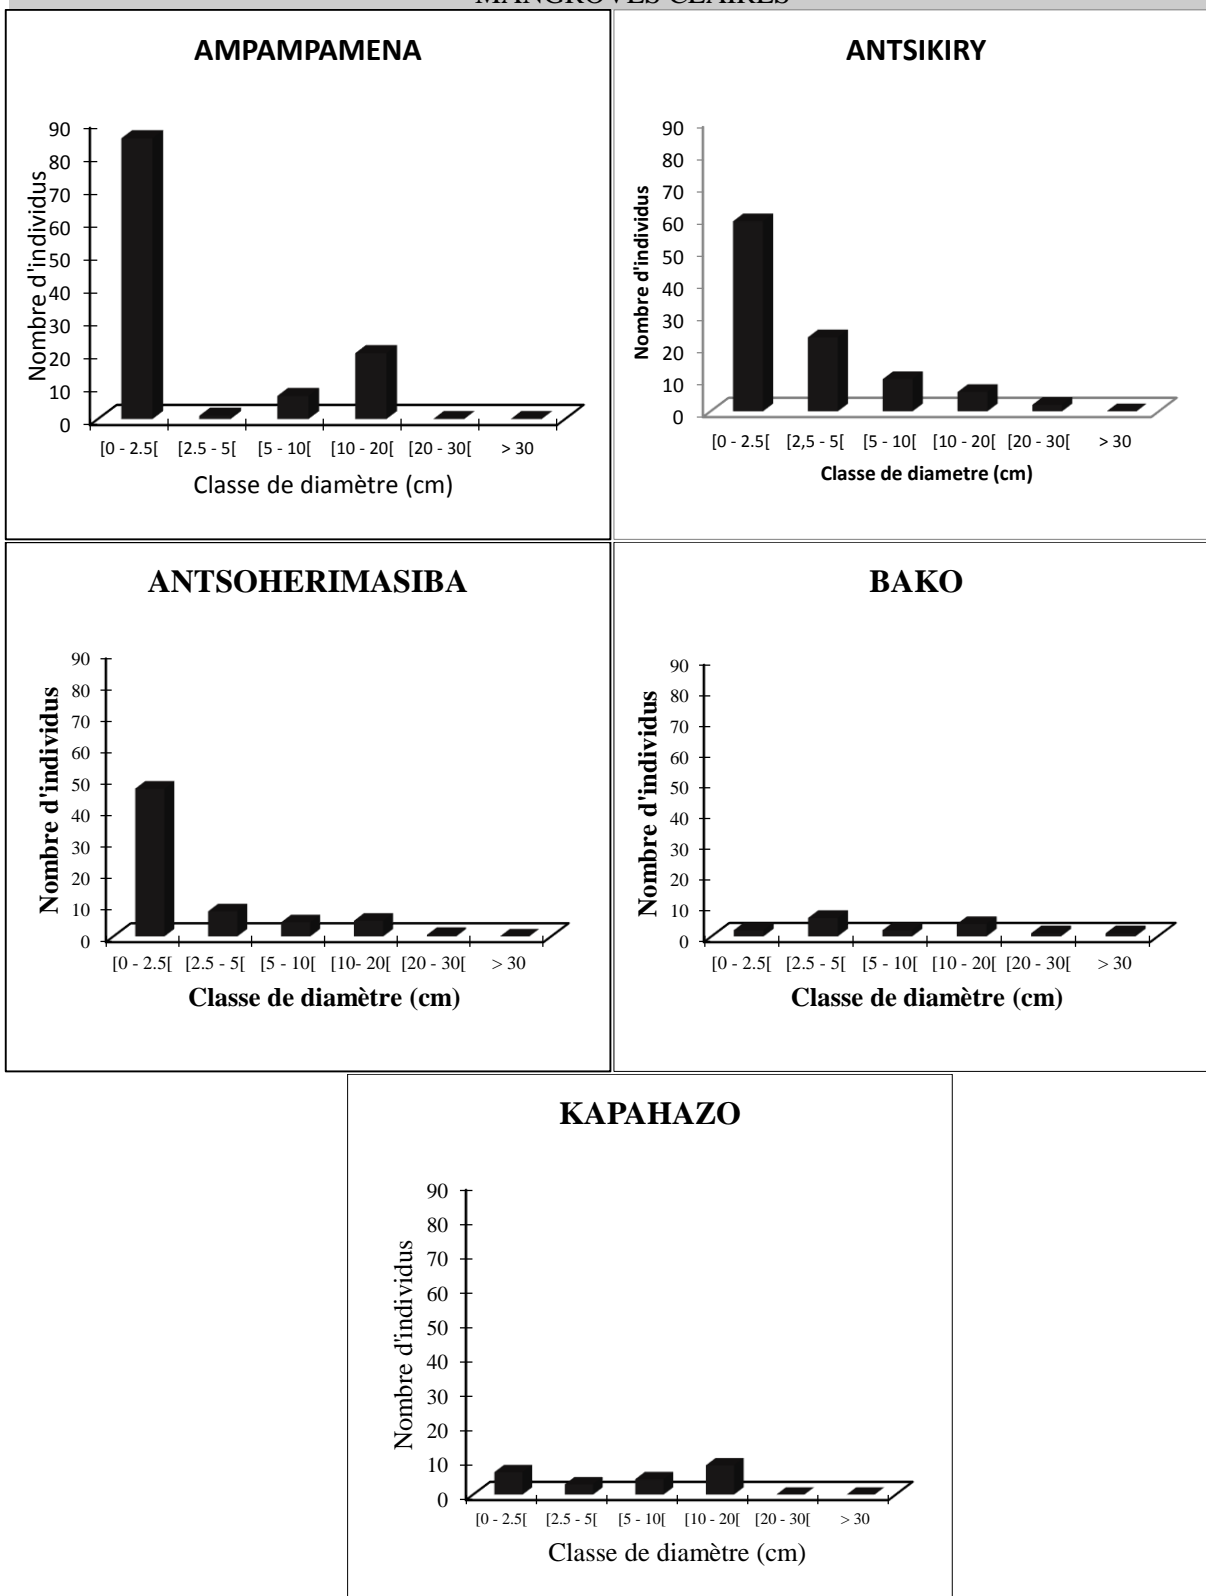 MANGROVES CLAIRES
AMPAMPAMENA
Nombre d'individus
90
80
70
60
50
40
30
20
10
0
[0 - 2.5[ [2.5 - 5[ [5 - 10[ [10 - 20[ [20 - 30[ > 30
Classe de diamètre (cm)
ANTSIKIRY
Nombre d'individus
90
80
70
60
50
40
30
20
10
0
[0 - 2.5[ [2,5 - 5[ [5 - 10[ [10 - 20[ [20 - 30[ > 30
Classe de diametre (cm)
ANTSOHERIMASIBA
Nombre d'individus
90
80
70
60
50
40
30
20
10
0
[0 - 2.5[ [2.5 - 5[ [5 - 10[ [10- 20[ [20 - 30[ > 30
Classe de diamètre (cm)
BAKO
Nombre d'individus
90
80
70
60
50
40
30
20
10
0
[0 - 2.5[ [2.5 - 5[ [5 - 10[ [10 - 20[ [20 - 30[ > 30
Classe de diamètre (cm)
KAPAHAZO
Nombre d'individus
90
80
70
60
50
40
30
20
10
0
[0 - 2.5[ [2.5 - 5[ [5 - 10[ [10 - 20[ [20 - 30[ > 30
Classe de diamètre (cm)